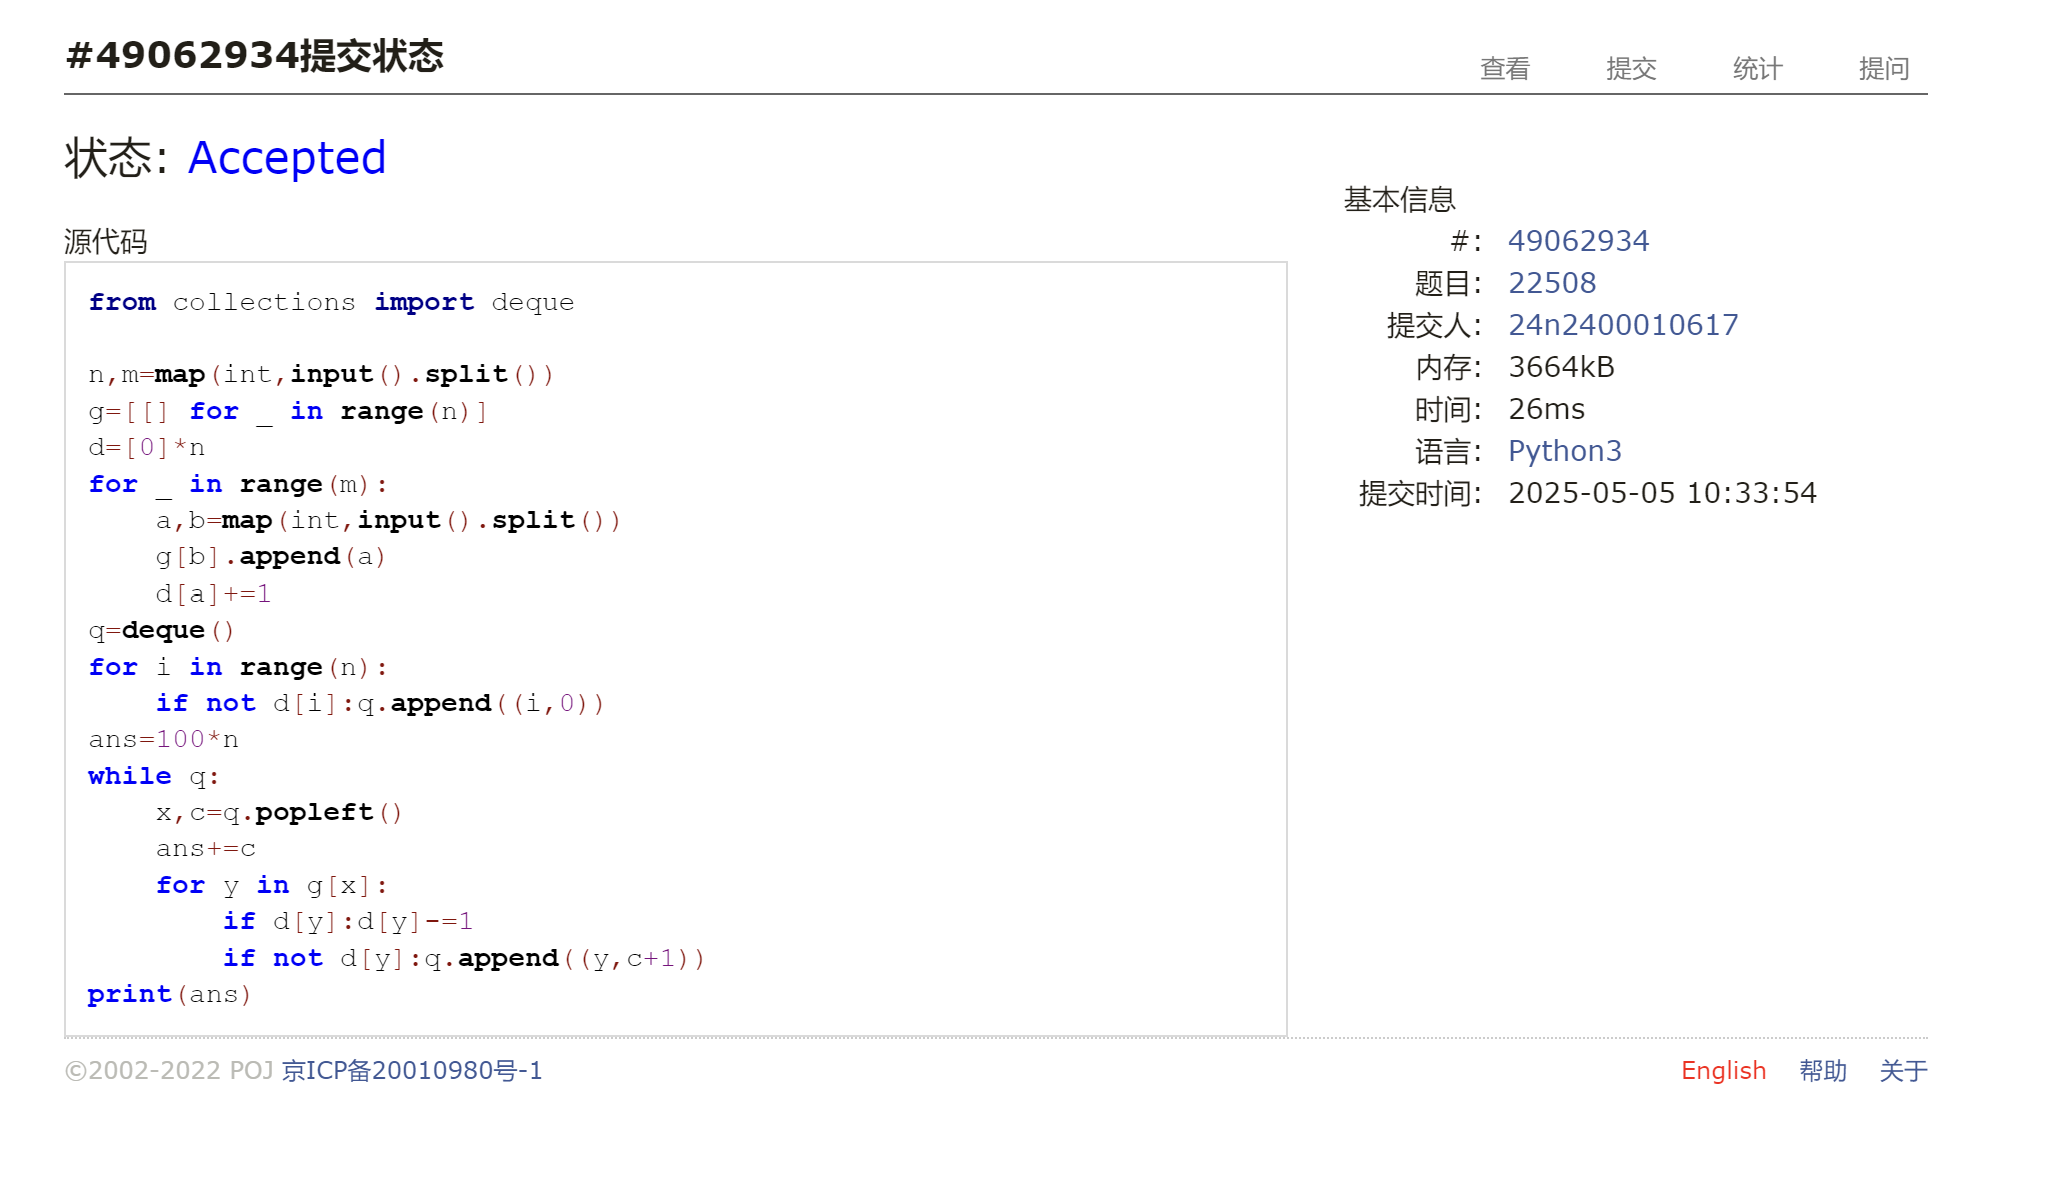 #49062934提交状态
查看 提交 统计 提问
状态: Accepted
源代码
from collections import deque

n,m=map(int,input().split())
g=[[] for _ in range(n)]
d=[0]*n
for _ in range(m):
    a,b=map(int,input().split())
    g[b].append(a)
    d[a]+=1
q=deque()
for i in range(n):
    if not d[i]:q.append((i,0))
ans=100*n
while q:
    x,c=q.popleft()
    ans+=c
    for y in g[x]:
        if d[y]:d[y]-=1
        if not d[y]:q.append((y,c+1))
print(ans)
基本信息
#: 49062934
题目: 22508
提交人: 24n2400010617
内存: 3664kB
时间: 26ms
语言: Python3
提交时间: 2025-05-05 10:33:54
©2002-2022 POJ 京ICP备20010980号-1
English 帮助 关于